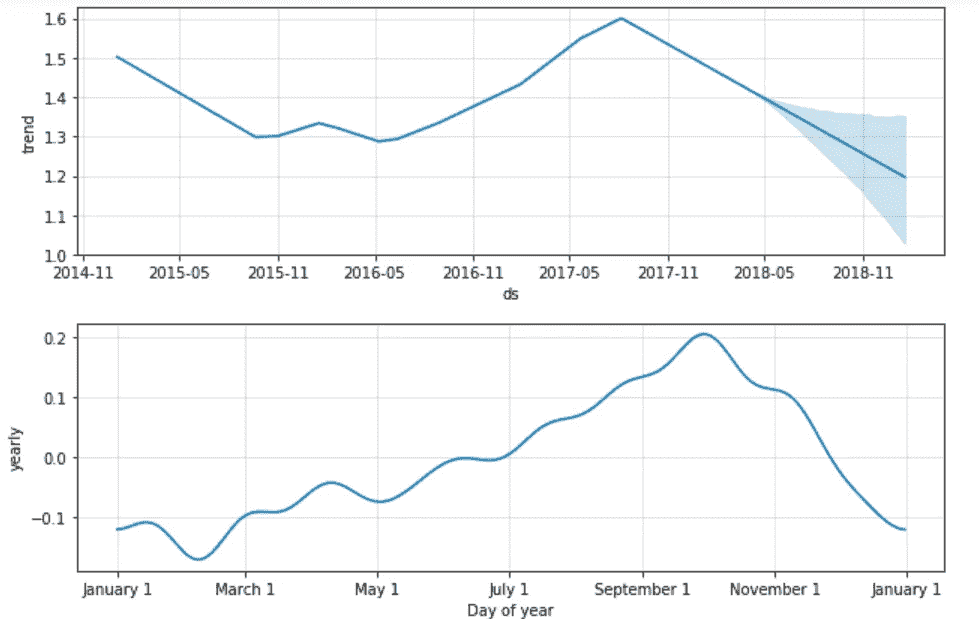 1.6
1.5
1.4
1.3
1.2
1.1
1.0
trend
2014-11 2015-05 2015-11 2016-05 2016-11 2017-05 2017-11 2018-05 2018-11
ds
0.2
0.1
0.0
−0.1
yearly
January 1 March 1 May 1 July 1 September 1 November 1 January 1
Day of year